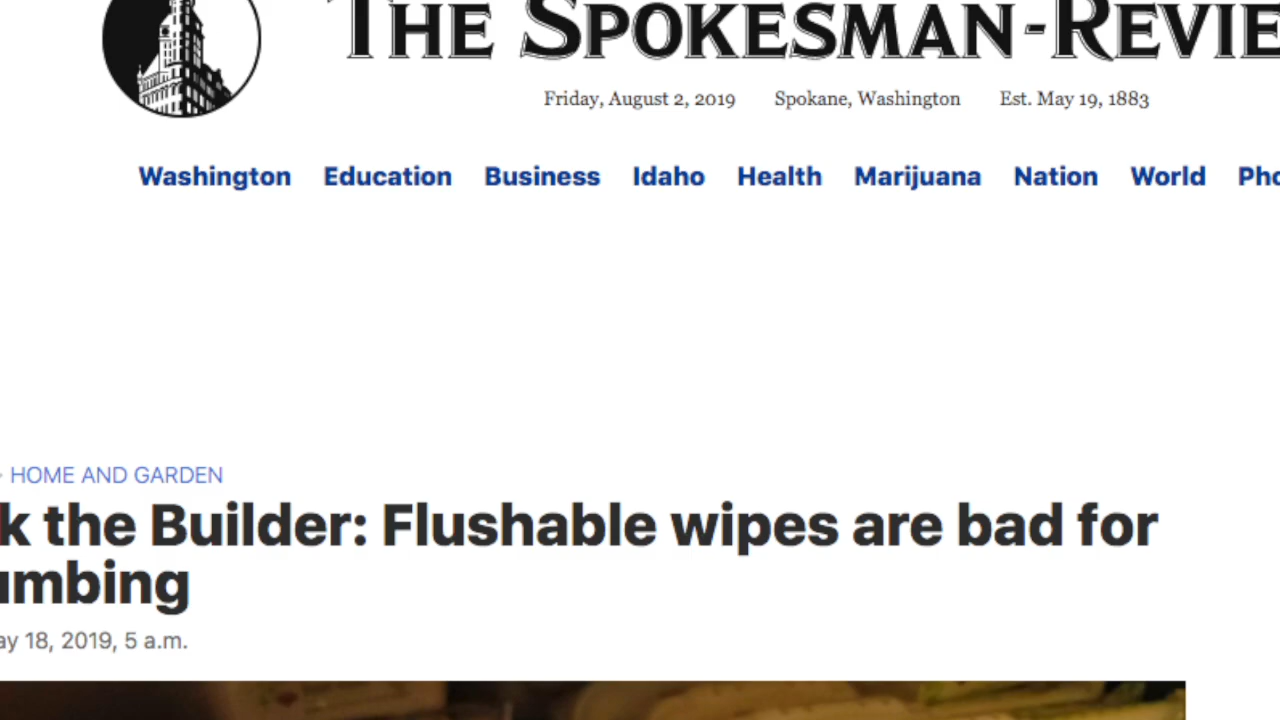 THE SPOKESMAN-REVIE
Friday, August 2, 2019 Spokane, Washington Est. May 19, 1883
Washington Education Business Idaho Health Marijuana Nation World Pho
HOME AND GARDEN
k the Builder: Flushable wipes are bad for
umbing
ay 18, 2019, 5 a.m.